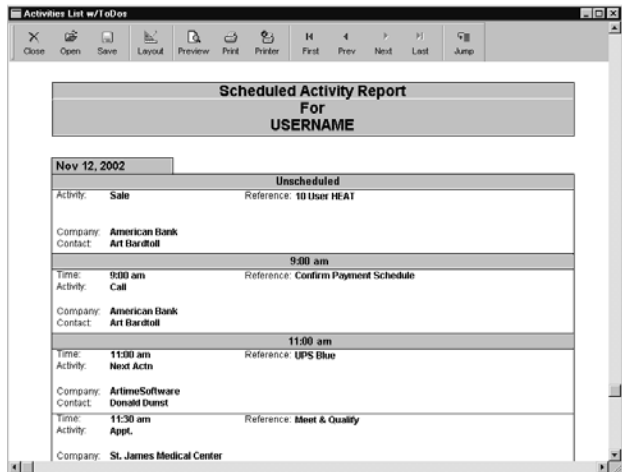 Activities List w/ToDos
Close Open Save Layout Preview Print Printer First Prev Next Last Jump
Scheduled Activity Report
For
USERNAME
Nov 12, 2002
Unscheduled
Activity: Sale Reference: 10 User HEAT
Company: American Bank
Contact: Art Bardtoll
9:00 am
Time: 9:00 am Reference: Confirm Payment Schedule
Activity: Call
Company: American Bank
Contact: Art Bardtoll
11:00 am
Time: 11:00 am Reference: UPS Blue
Activity: Next Actn
Company: ArtimeSoftware
Contact: Donald Dunst
Time: 11:30 am Reference: Meet & Qualify
Activity: Appt.
Company: St. James Medical Center